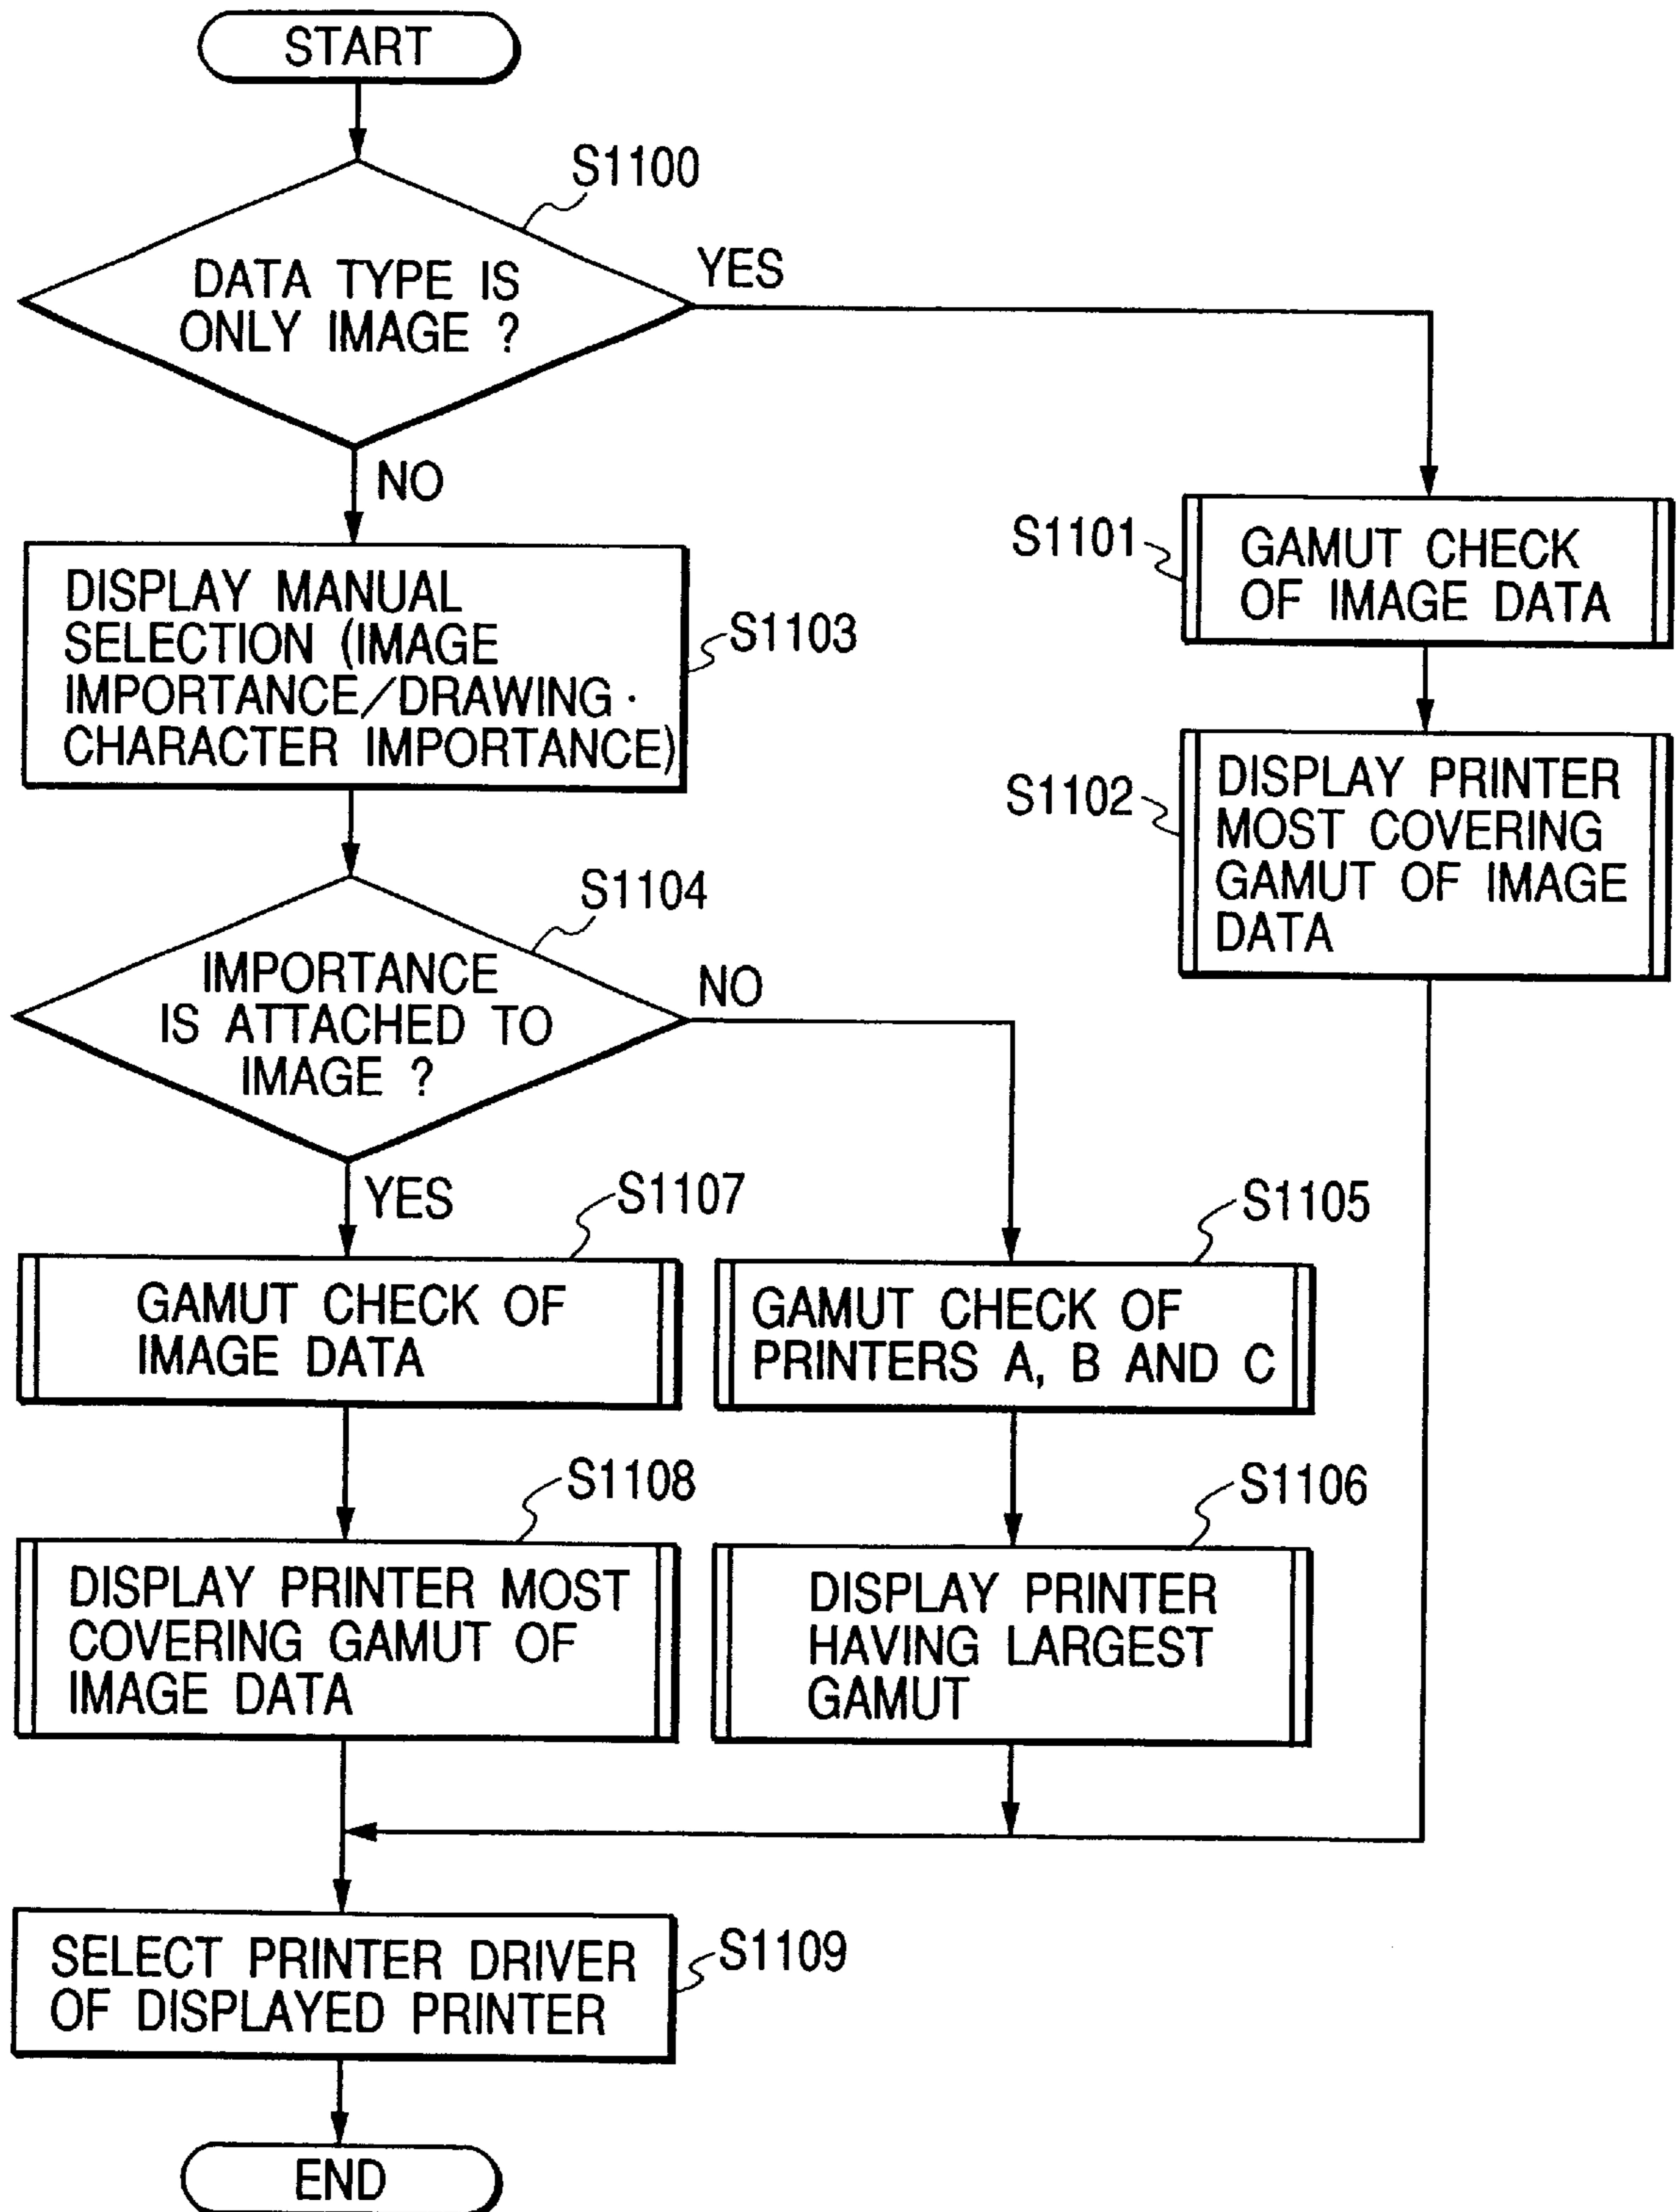 START
S1100
DATA TYPE IS
ONLY IMAGE ?
YES
NO
S1101
GAMUT CHECK
OF IMAGE DATA
DISPLAY MANUAL
SELECTION (IMAGE
IMPORTANCE/DRAWING ·
CHARACTER IMPORTANCE)
S1103
S1102
DISPLAY PRINTER
MOST COVERING
GAMUT OF IMAGE
DATA
S1104
IMPORTANCE
IS ATTACHED TO
IMAGE ?
NO
YES
S1107
GAMUT CHECK OF
IMAGE DATA
S1105
GAMUT CHECK OF
PRINTERS A, B AND C
S1108
DISPLAY PRINTER MOST
COVERING GAMUT OF
IMAGE DATA
S1106
DISPLAY PRINTER
HAVING LARGEST
GAMUT
SELECT PRINTER DRIVER
OF DISPLAYED PRINTER
S1109
END